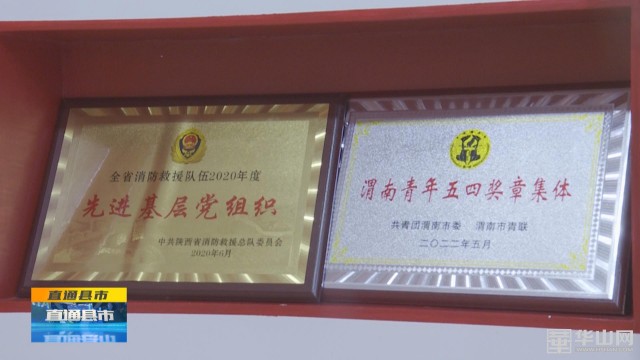 全省消防救援队伍2020年度
先进基层党组织
中共陕西省消防救援总队委员会
2020年6月
渭南青年五四奖章集体
共青团渭南市委 渭南市青联
二〇二二年五月
直通县市
直通县市
华山网